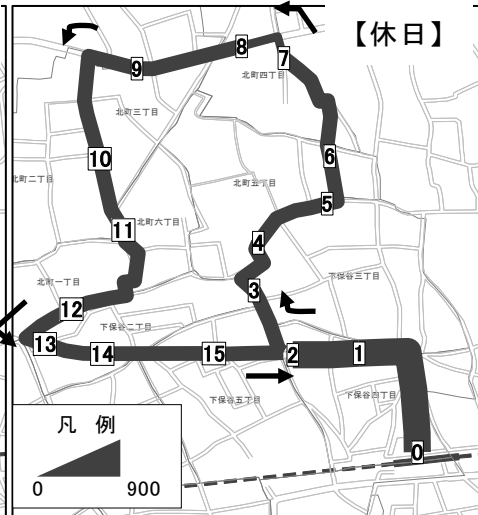 【休日】
8
7
9
北町四丁目
北町三丁目
6
10
北町二丁目
北町五丁目
5
11
北町六丁目
4
下保谷三丁目
北町一丁目
3
12
下保谷二丁目
13
14
15
2
1
下保谷五丁目
下保谷四丁目
凡 例
0
0 900